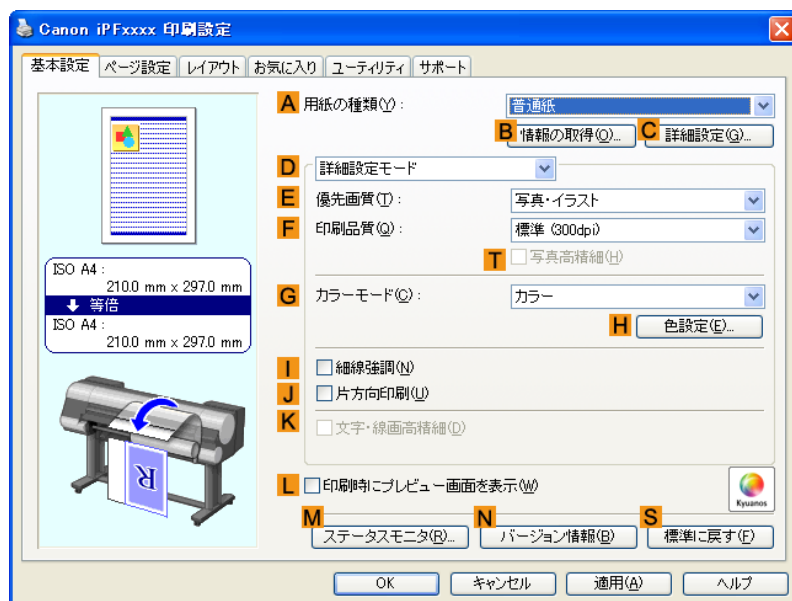 Canon iPFxxxx 印刷設定
基本設定 ページ設定 レイアウト お気に入り ユーティリティ サポート
A 用紙の種類(Y) : 普通紙
B 情報の取得(O)... C 詳細設定(G)...
D 詳細設定モード
E 優先画質(T) : 写真・イラスト
F 印刷品質(Q) : 標準 (300dpi)
T 写真高精細(H)
ISO A4 :
210.0 mm x 297.0 mm
等倍
ISO A4 :
210.0 mm x 297.0 mm
G カラーモード(C) : カラー
H 色設定(E)...
I 細線強調(N)
J 片方向印刷(U)
K 文字・線画高精細(D)
R
L 印刷時にプレビュー画面を表示(W)
Kyuanos
M ステータスモニタ(R)... N バージョン情報(B) S 標準に戻す(F)
OK キャンセル 適用(A) ヘルプ